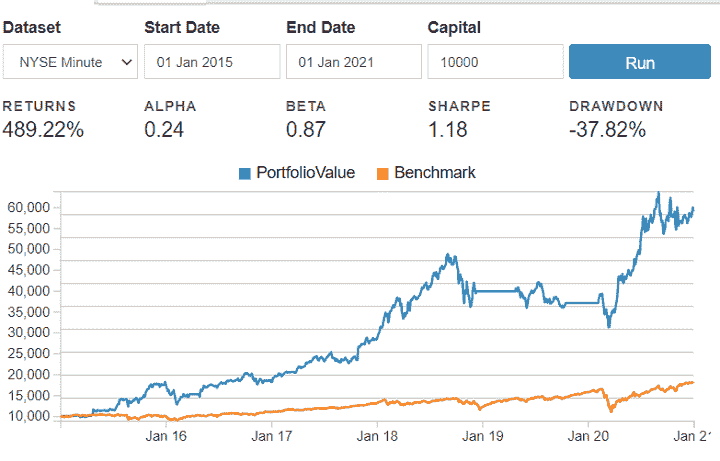 Dataset Start Date End Date Capital
NYSE Minute 01 Jan 2015 01 Jan 2021 10000 Run
RETURNS ALPHA BETA SHARPE DRAWDOWN
489.22% 0.24 0.87 1.18 -37.82%
PortfolioValue Benchmark
60,000
55,000
50,000
45,000
40,000
35,000
30,000
25,000
20,000
15,000
10,000
Jan 16 Jan 17 Jan 18 Jan 19 Jan 20 Jan 21